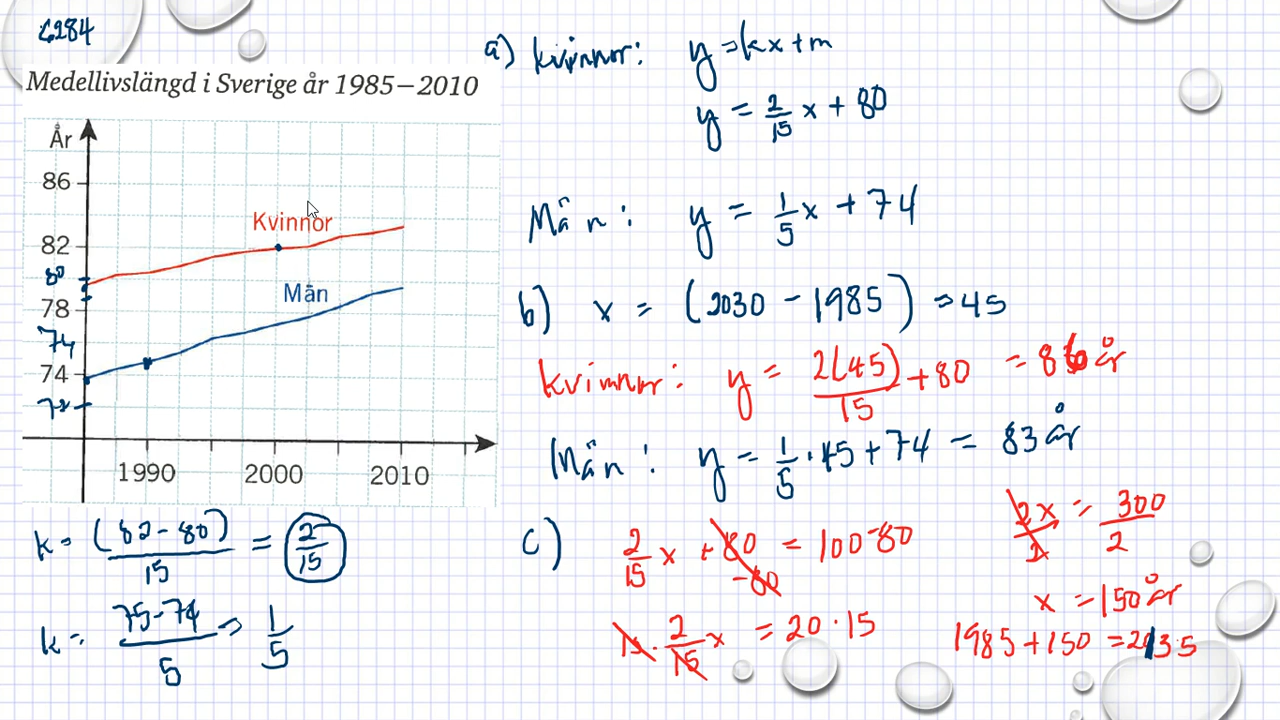 6284
Medellivslängd i Sverige år 1985–2010
År
86
Kvinnor
82
80
Män
78
74
74
72
1990 2000 2010
k = (82-80)/15 = 2/15
k = 75-74/5 ⇒ 1/5
a) kvinnor: y = kx + m
y = 2/15 x + 80
Män: y = 1/5 x + 74
b) x = (2030 - 1985) ⇒ 45
kvinnor: y = 2(45)/15 + 80 = 86 år
Män: y = 1/5 · 45 + 74 = 83 år
c) 2/15 x + 80 - 80 = 100 - 80
15 · 2/15 x = 20 · 15
2x/2 = 300/2
x = 150 år
1985 + 150 = 2135